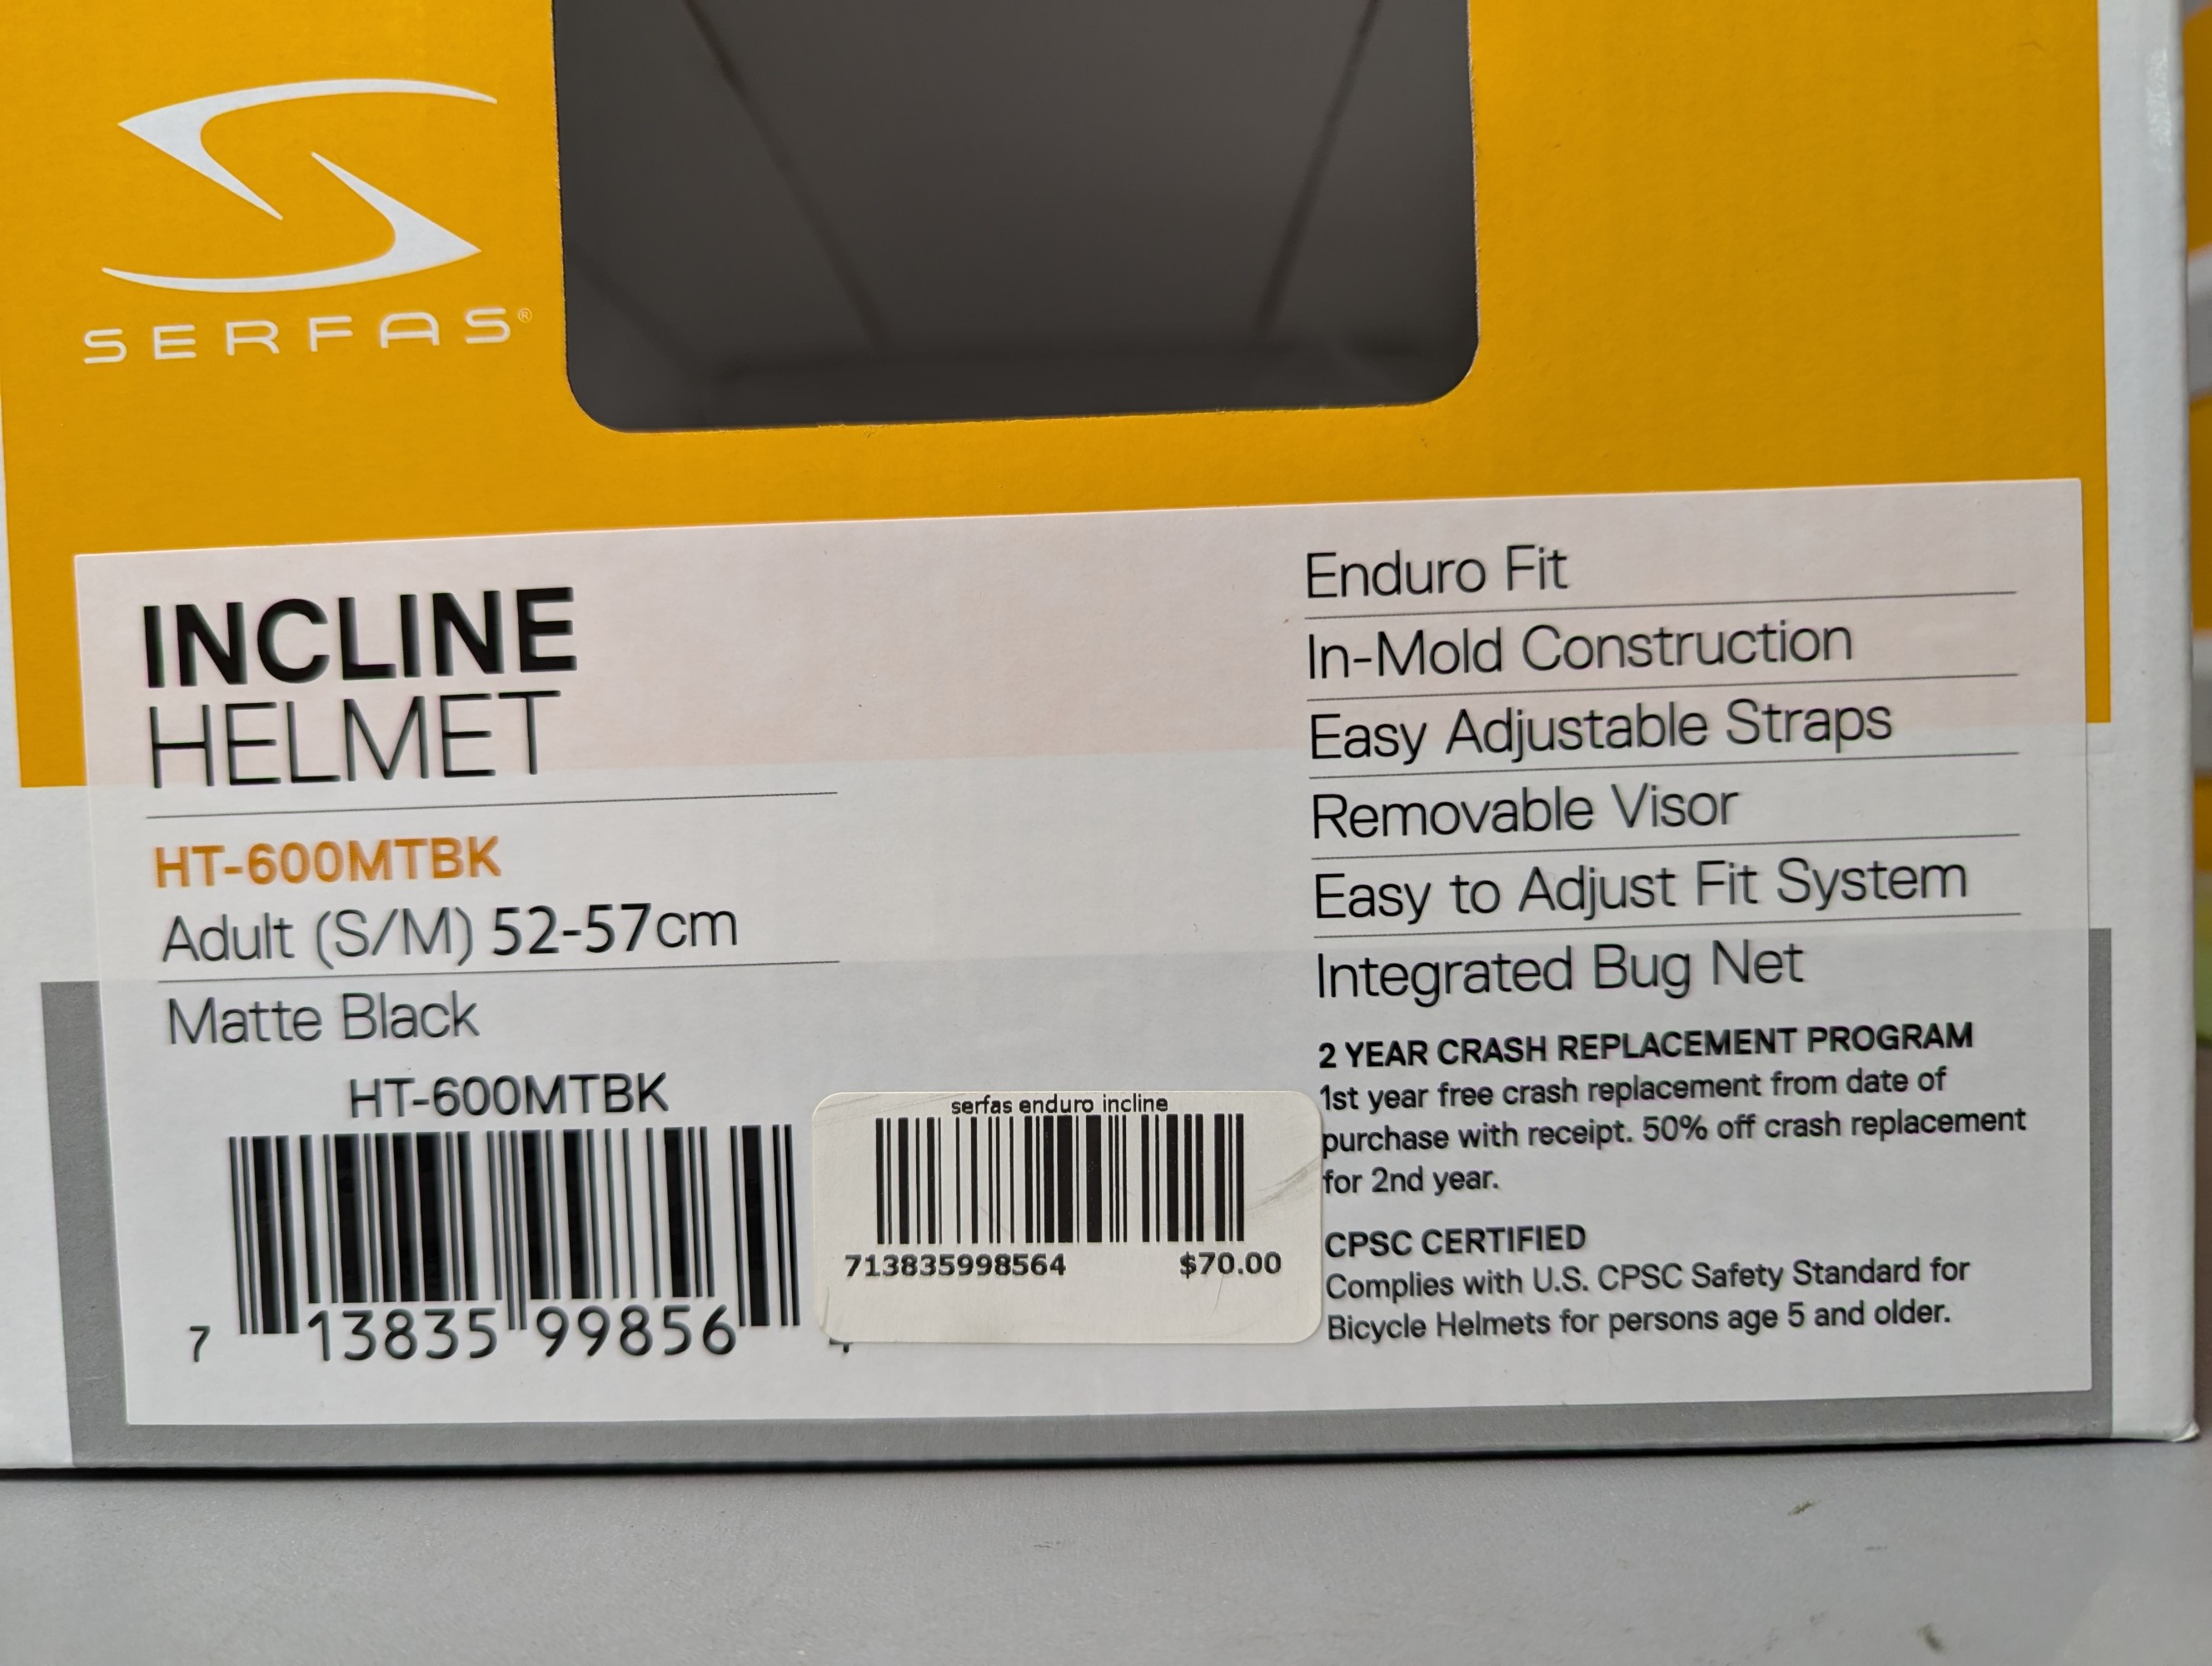 SERFAS®
INCLINE
HELMET
HT-600MTBK
Adult (S/M) 52-57cm
Matte Black
HT-600MTBK
7 13835 99856 4
serfas enduro incline
713835998564 $70.00
Enduro Fit
In-Mold Construction
Easy Adjustable Straps
Removable Visor
Easy to Adjust Fit System
Integrated Bug Net
2 YEAR CRASH REPLACEMENT PROGRAM
1st year free crash replacement from date of
purchase with receipt. 50% off crash replacement
for 2nd year.
CPSC CERTIFIED
Complies with U.S. CPSC Safety Standard for
Bicycle Helmets for persons age 5 and older.